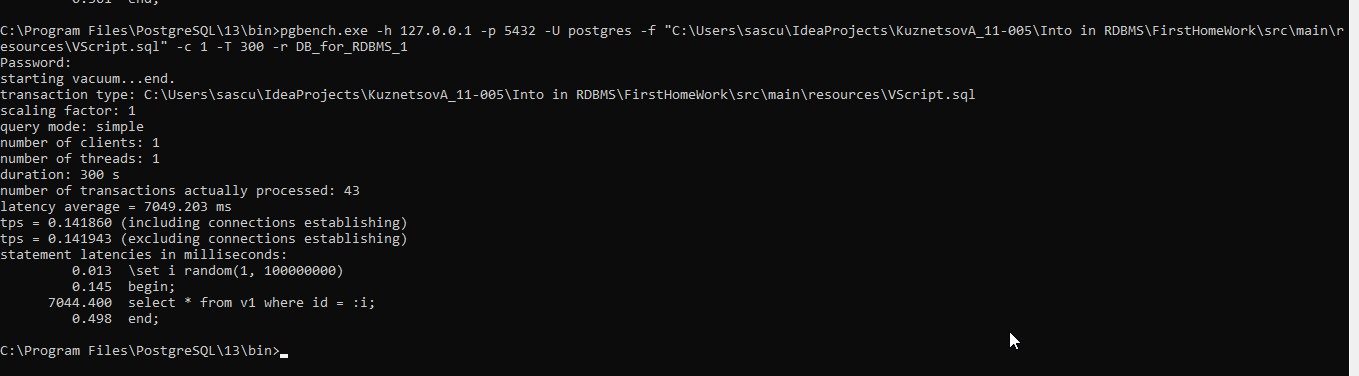 C:\Program Files\PostgreSQL\13\bin>pgbench.exe -h 127.0.0.1 -p 5432 -U postgres -f "C:\Users\sascu\IdeaProjects\KuznetsovA_11-005\Into in RDBMS\FirstHomeWork\src\main\r
esources\VScript.sql" -c 1 -T 300 -r DB_for_RDBMS_1
Password:
starting vacuum...end.
transaction type: C:\Users\sascu\IdeaProjects\KuznetsovA_11-005\Into in RDBMS\FirstHomeWork\src\main\resources\VScript.sql
scaling factor: 1
query mode: simple
number of clients: 1
number of threads: 1
duration: 300 s
number of transactions actually processed: 43
latency average = 7049.203 ms
tps = 0.141860 (including connections establishing)
tps = 0.141943 (excluding connections establishing)
statement latencies in milliseconds:
0.013 \set i random(1, 100000000)
0.145 begin;
7044.400 select * from v1 where id = :i;
0.498 end;
C:\Program Files\PostgreSQL\13\bin>